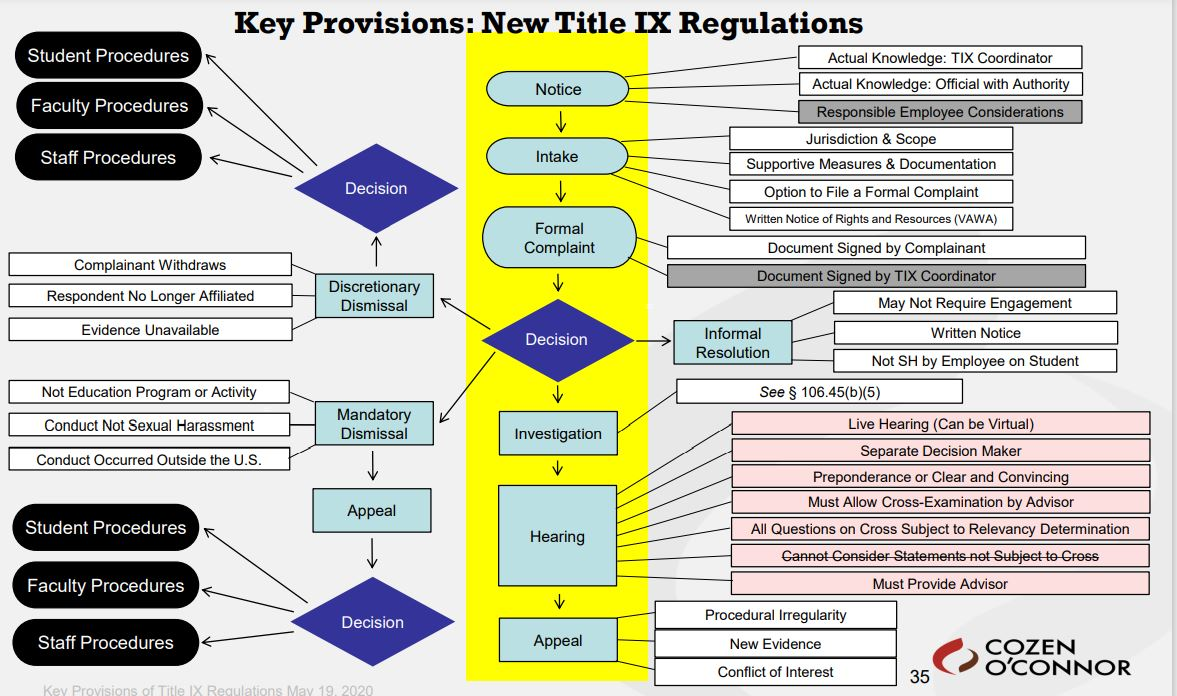 Key Provisions: New Title IX Regulations
Student Procedures
Faculty Procedures
Staff Procedures
Decision
Notice
Actual Knowledge: TIX Coordinator
Actual Knowledge: Official with Authority
Responsible Employee Considerations
Intake
Jurisdiction & Scope
Supportive Measures & Documentation
Option to File a Formal Complaint
Written Notice of Rights and Resources (VAWA)
Formal
Complaint
Document Signed by Complainant
Document Signed by TIX Coordinator
Complainant Withdraws
Respondent No Longer Affiliated
Evidence Unavailable
Discretionary
Dismissal
Decision
Informal
Resolution
May Not Require Engagement
Written Notice
Not SH by Employee on Student
Not Education Program or Activity
Conduct Not Sexual Harassment
Conduct Occurred Outside the U.S.
Mandatory
Dismissal
Investigation
See § 106.45(b)(5)
Appeal
Hearing
Live Hearing (Can be Virtual)
Separate Decision Maker
Preponderance or Clear and Convincing
Must Allow Cross-Examination by Advisor
All Questions on Cross Subject to Relevancy Determination
Cannot Consider Statements not Subject to Cross
Must Provide Advisor
Student Procedures
Faculty Procedures
Staff Procedures
Decision
Appeal
Procedural Irregularity
New Evidence
Conflict of Interest
35
COZEN
O'CONNOR
Key Provisions of Title IX Regulations May 19, 2020